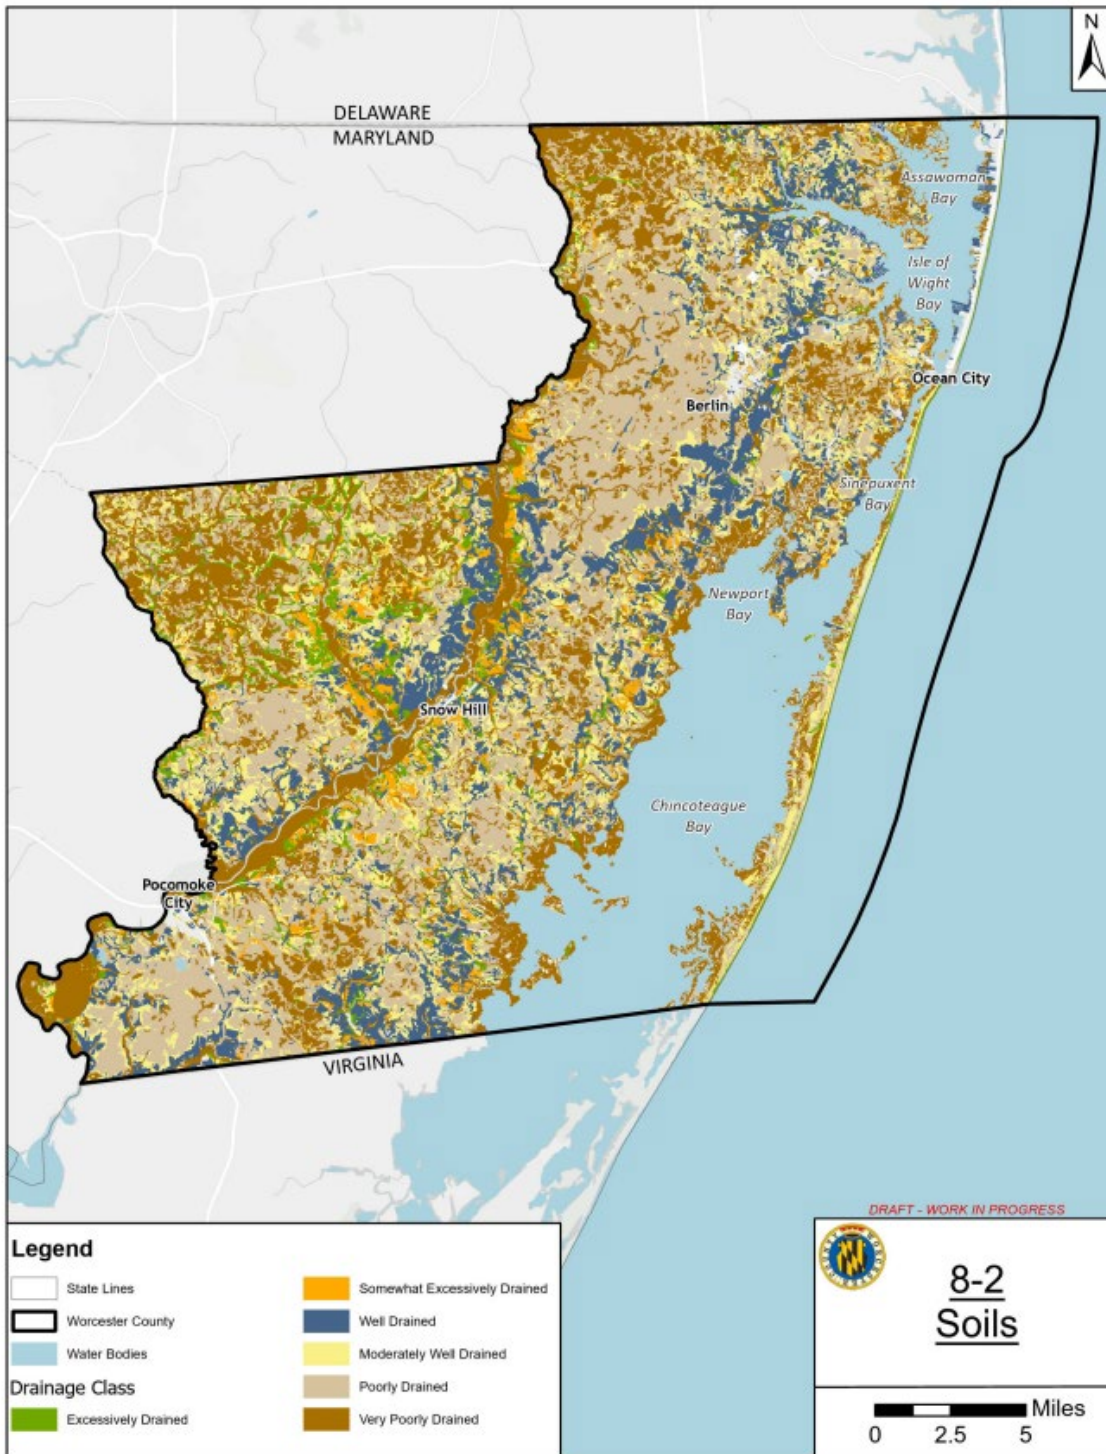 N
DELAWARE
MARYLAND
Assawoman
Bay
Isle of
Wight
Bay
Ocean City
Berlin
Sinepuxent
Bay
Newport
Bay
Snow Hill
Chincoteague
Bay
Pocomoke
City
VIRGINIA
DRAFT - WORK IN PROGRESS
Legend
State Lines
Worcester County
Water Bodies
Drainage Class
Excessively Drained
Somewhat Excessively Drained
Well Drained
Moderately Well Drained
Poorly Drained
Very Poorly Drained
8-2
Soils
Miles
0 2.5 5